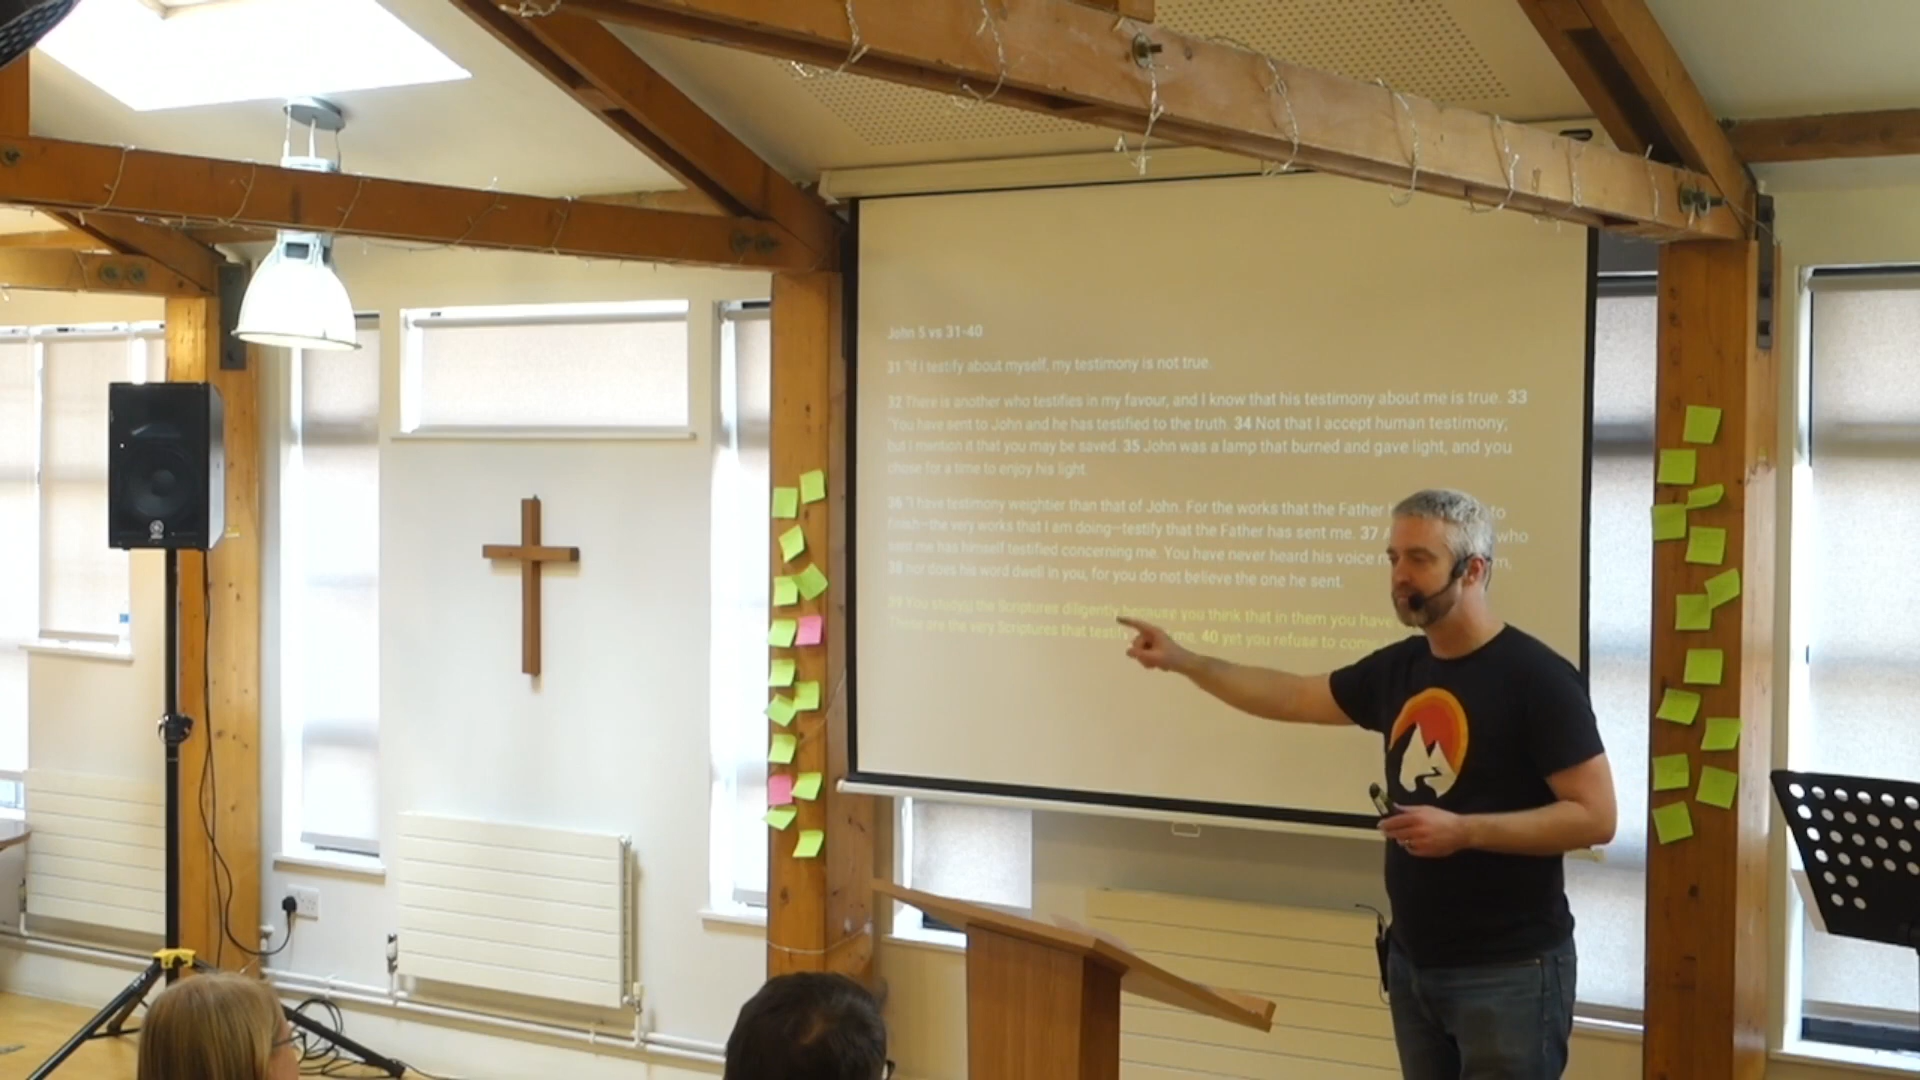 John 5 vs 31-40
31 "If I testify about myself, my testimony is not true.
32 There is another who testifies in my favour, and I know that his testimony about me is true. 33
"You have sent to John and he has testified to the truth. 34 Not that I accept human testimony;
but I mention it that you may be saved. 35 John was a lamp that burned and gave light, and you
chose for a time to enjoy his light.
36 "I have testimony weightier than that of John. For the works that the Father to
finish—the very works that I am doing—testify that the Father has sent me. 37 who
sent me has himself testified concerning me. You have never heard his voice
38 nor does his word dwell in you, for you do not believe the one he sent.
39 You study the Scriptures diligently because you think that in them you have
These are the very Scriptures that testify me. 40 yet you refuse to come